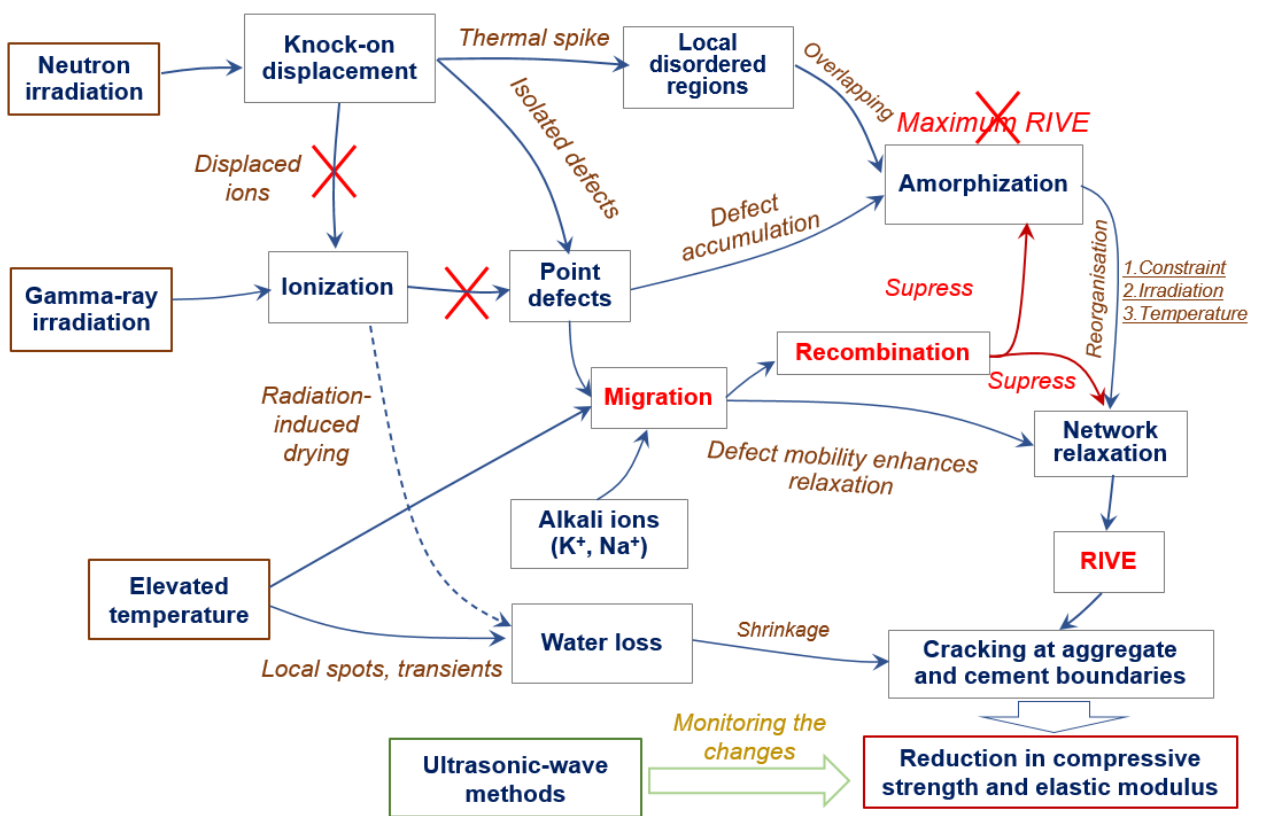 Neutron
irradiation
Knock-on
displacement
Thermal spike
Local
disordered
regions
Overlapping
Maximum RIVE
Amorphization
Displaced
ions
Isolated defects
Defect
accumulation
Gamma-ray
irradiation
Ionization
Point
defects
Supress
Reorganisation
1.Constraint
2.Irradiation
3.Temperature
Recombination
Supress
Radiation-
induced
drying
Migration
Defect mobility enhances
relaxation
Network
relaxation
Alkali ions
(K⁺, Na⁺)
RIVE
Elevated
temperature
Local spots, transients
Water loss
Shrinkage
Cracking at aggregate
and cement boundaries
Ultrasonic-wave
methods
Monitoring the
changes
Reduction in compressive
strength and elastic modulus